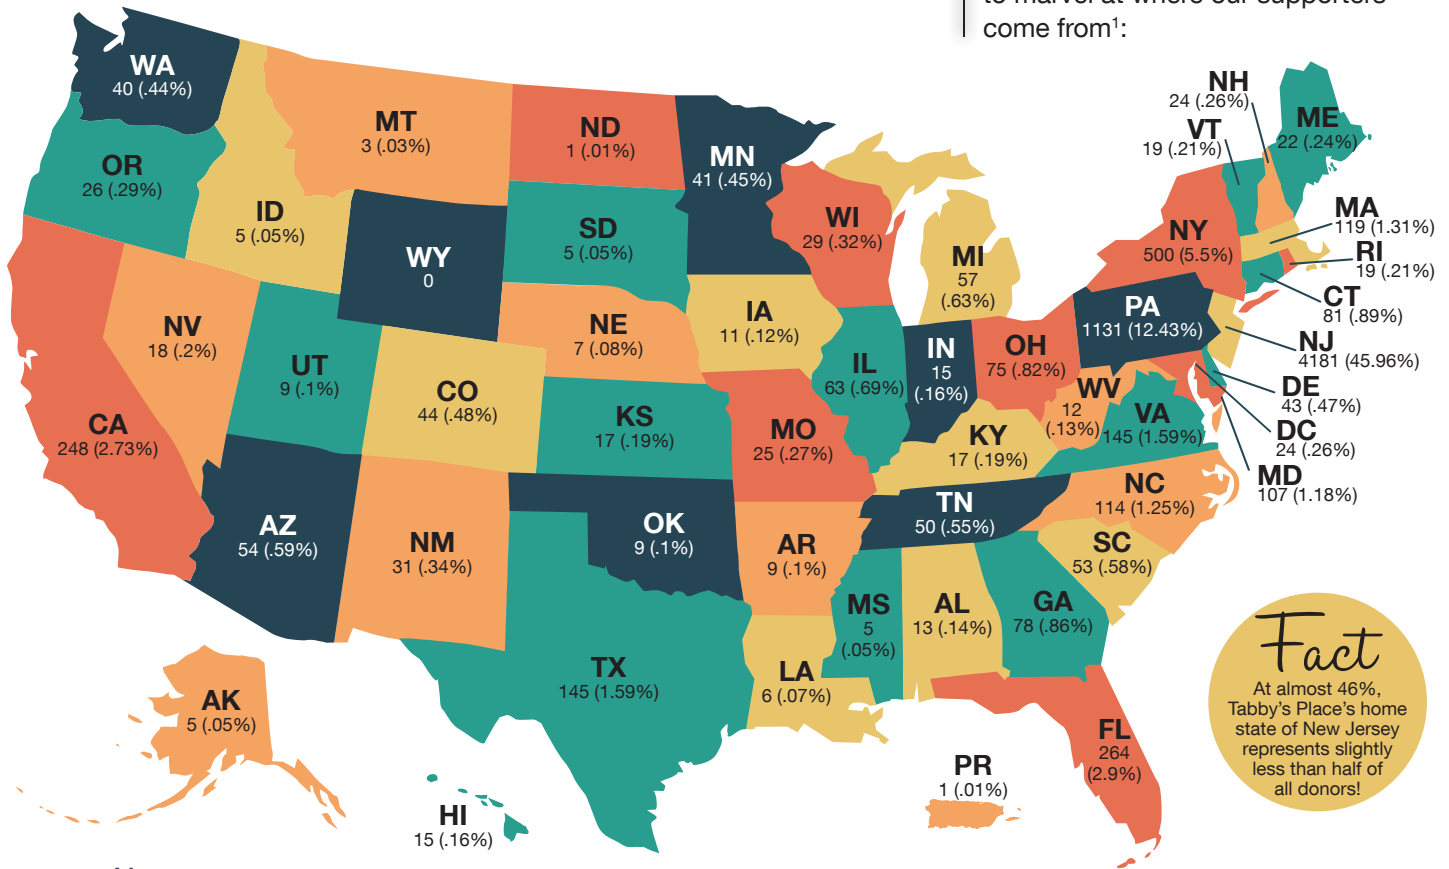 to marvel at where our supporters
come from¹:
WA
40 (.44%)
OR
26 (.29%)
CA
248 (2.73%)
ID
5 (.05%)
NV
18 (.2%)
MT
3 (.03%)
WY
0
UT
9 (.1%)
CO
44 (.48%)
AZ
54 (.59%)
NM
31 (.34%)
ND
1 (.01%)
SD
5 (.05%)
NE
7 (.08%)
KS
17 (.19%)
OK
9 (.1%)
TX
145 (1.59%)
MN
41 (.45%)
IA
11 (.12%)
MO
25 (.27%)
AR
9 (.1%)
LA
6 (.07%)
WI
29 (.32%)
IL
63 (.69%)
MI
57
(.63%)
IN
15
(.16%)
OH
75 (.82%)
KY
17 (.19%)
TN
50 (.55%)
MS
5
(.05%)
AL
13 (.14%)
GA
78 (.86%)
FL
264
(2.9%)
SC
53 (.58%)
NC
114 (1.25%)
VA
145 (1.59%)
WV
12
(.13%)
PA
1131 (12.43%)
NY
500 (5.5%)
VT
19 (.21%)
NH
24 (.26%)
ME
22 (.24%)
MA
119 (1.31%)
RI
19 (.21%)
CT
81 (.89%)
NJ
4181 (45.96%)
DE
43 (.47%)
DC
24 (.26%)
MD
107 (1.18%)
AK
5 (.05%)
HI
15 (.16%)
PR
1 (.01%)
Fact
At almost 46%,
Tabby's Place's home
state of New Jersey
represents slightly
less than half of
all donors!